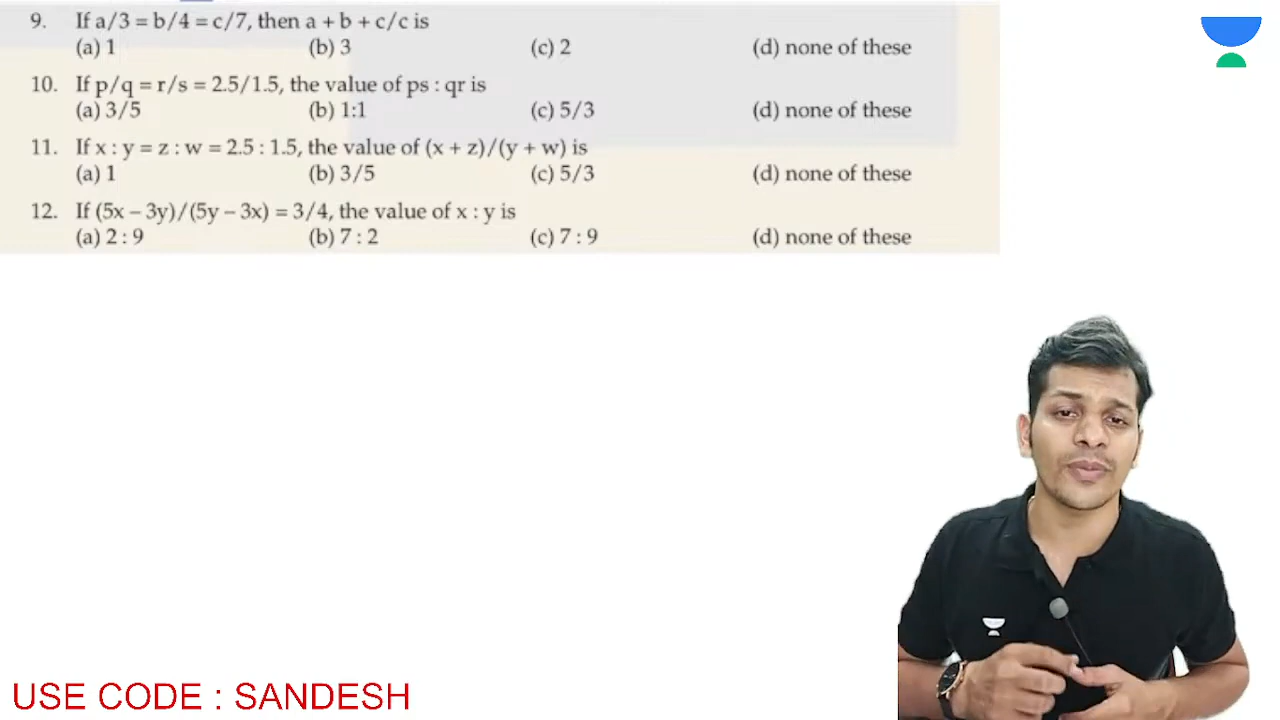 9. If a/3 = b/4 = c/7, then a + b + c/c is
(a) 1 (b) 3 (c) 2 (d) none of these
10. If p/q = r/s = 2.5/1.5, the value of ps : qr is
(a) 3/5 (b) 1:1 (c) 5/3 (d) none of these
11. If x : y = z : w = 2.5 : 1.5, the value of (x + z)/(y + w) is
(a) 1 (b) 3/5 (c) 5/3 (d) none of these
12. If (5x – 3y)/(5y – 3x) = 3/4, the value of x : y is
(a) 2 : 9 (b) 7 : 2 (c) 7 : 9 (d) none of these
USE CODE : SANDESH